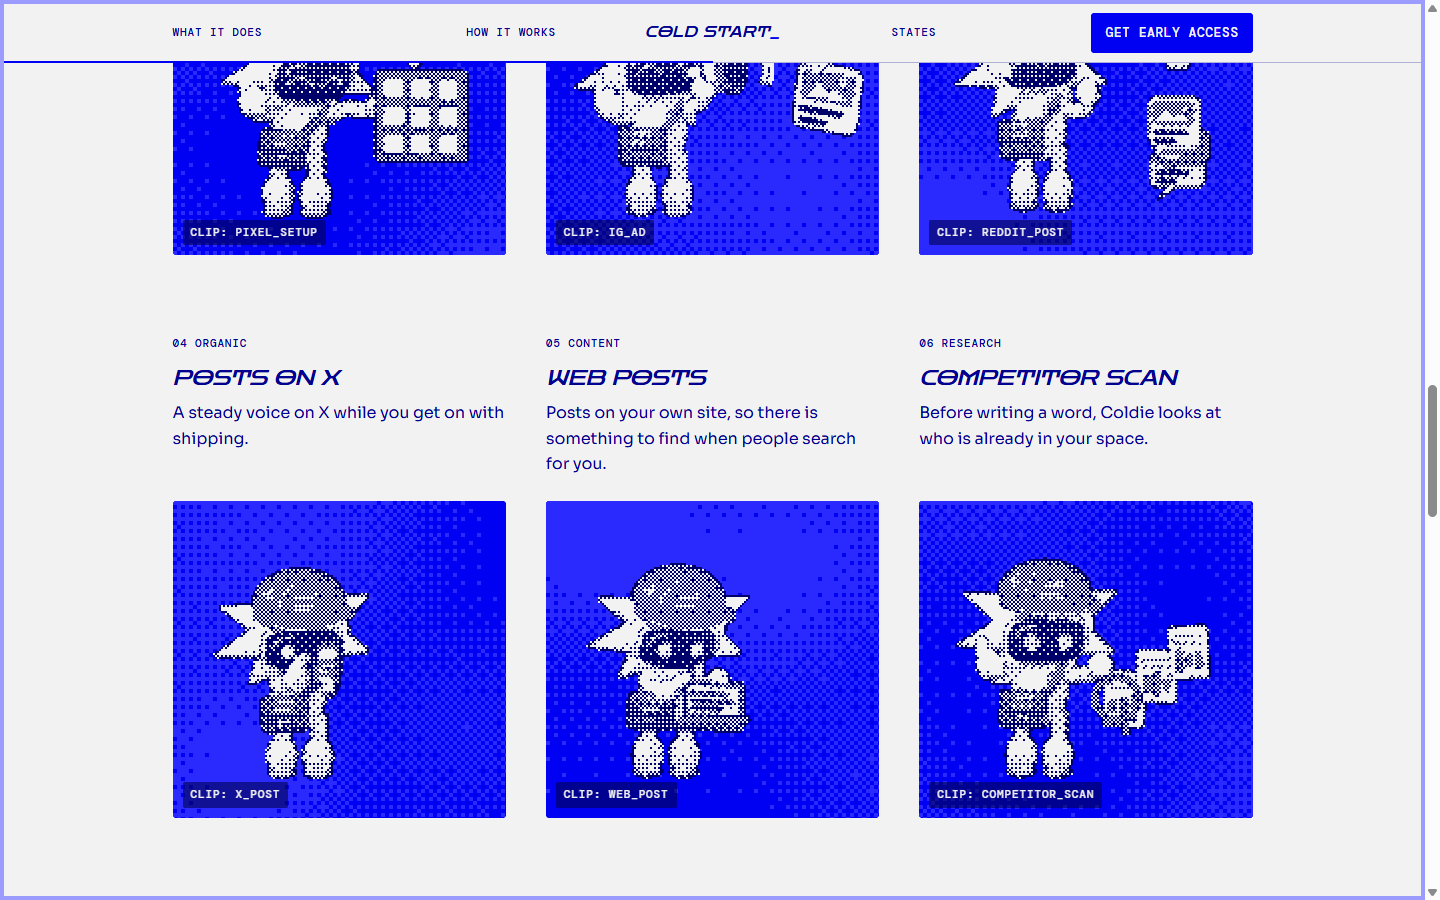 WHAT IT DOES
HOW IT WORKS
COLD START_
STATES
GET EARLY ACCESS
CLIP: PIXEL_SETUP
CLIP: IG_AD
CLIP: REDDIT_POST
04 ORGANIC
POSTS ON X
A steady voice on X while you get on with
shipping.
05 CONTENT
WEB POSTS
Posts on your own site, so there is
something to find when people search
for you.
06 RESEARCH
COMPETITOR SCAN
Before writing a word, Coldie looks at
who is already in your space.
CLIP: X_POST
CLIP: WEB_POST
CLIP: COMPETITOR_SCAN